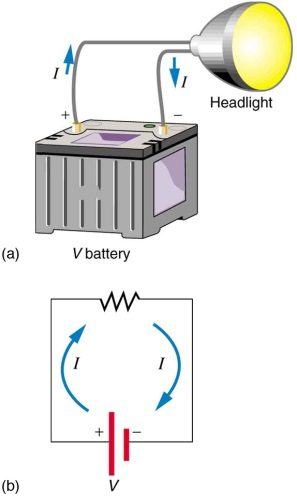 I
I
+ −
Headlight
(a) V battery
I I
+ −
(b) V